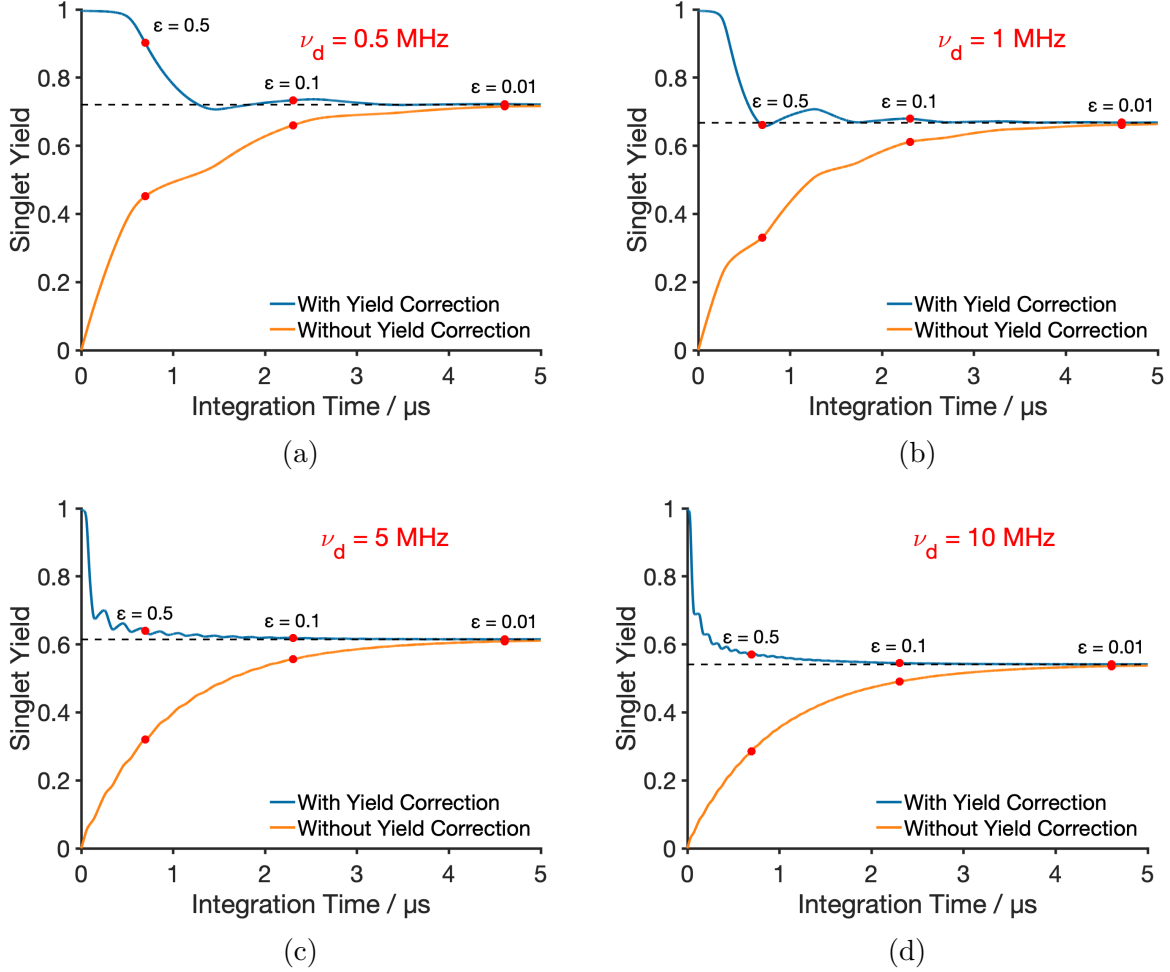 1
0.8
0.6
0.4
0.2
0
Singlet Yield
ε = 0.5
ν_d = 0.5 MHz
ε = 0.1
ε = 0.01
With Yield Correction
Without Yield Correction
0 1 2 3 4 5
Integration Time / μs
(a)
1
0.8
0.6
0.4
0.2
0
Singlet Yield
ν_d = 1 MHz
ε = 0.5
ε = 0.1
ε = 0.01
With Yield Correction
Without Yield Correction
0 1 2 3 4 5
Integration Time / μs
(b)
1
0.8
0.6
0.4
0.2
0
Singlet Yield
ν_d = 5 MHz
ε = 0.5
ε = 0.1
ε = 0.01
With Yield Correction
Without Yield Correction
0 1 2 3 4 5
Integration Time / μs
(c)
1
0.8
0.6
0.4
0.2
0
Singlet Yield
ν_d = 10 MHz
ε = 0.5
ε = 0.1
ε = 0.01
With Yield Correction
Without Yield Correction
0 1 2 3 4 5
Integration Time / μs
(d)